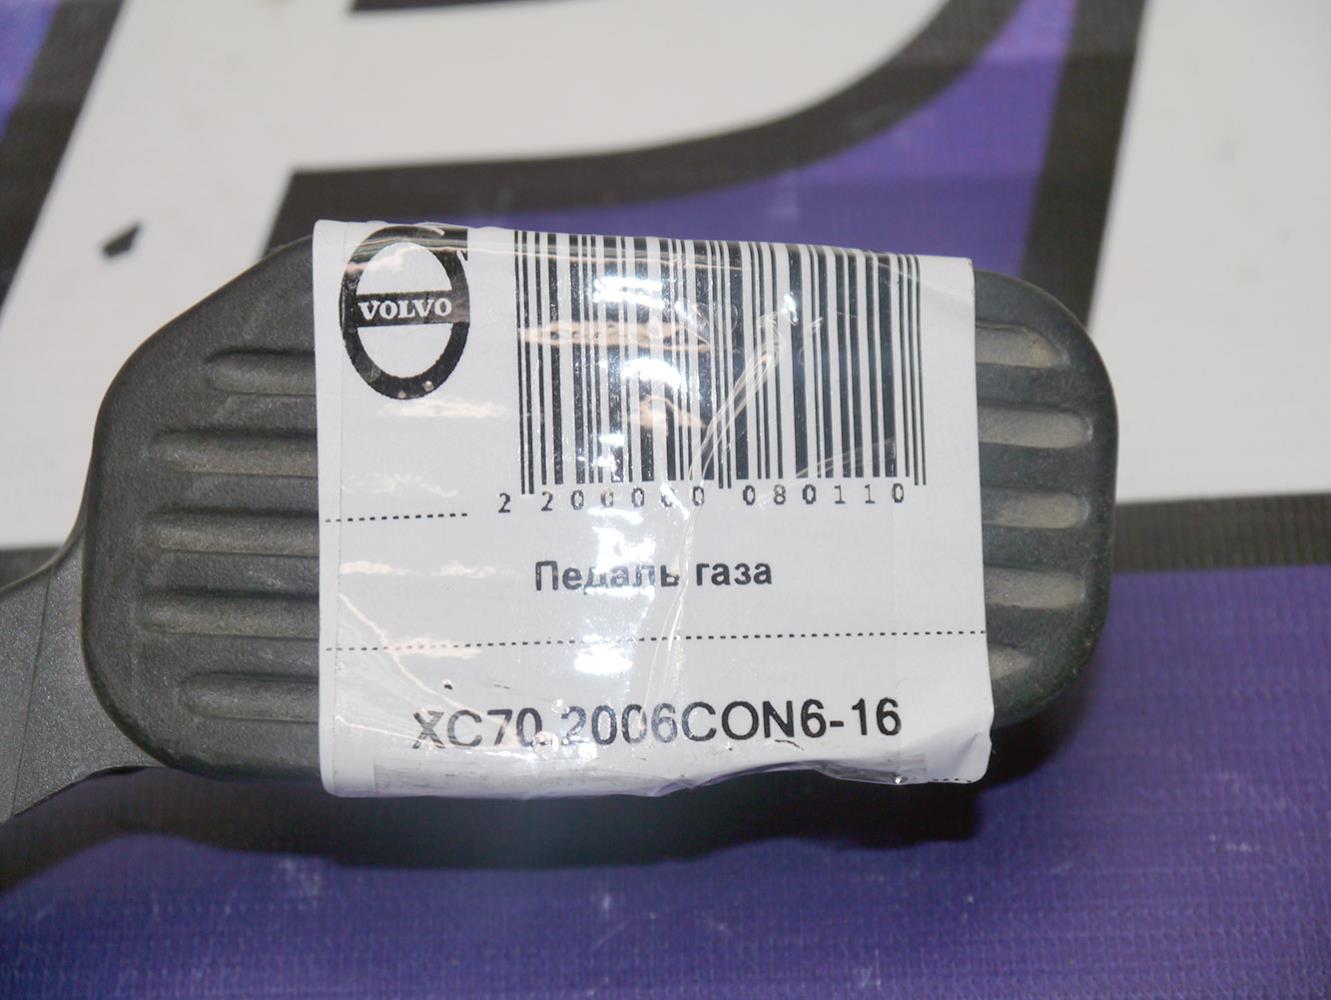 VOLVO
2 200000 080110
Педаль газа
XC70.2006CON6-16